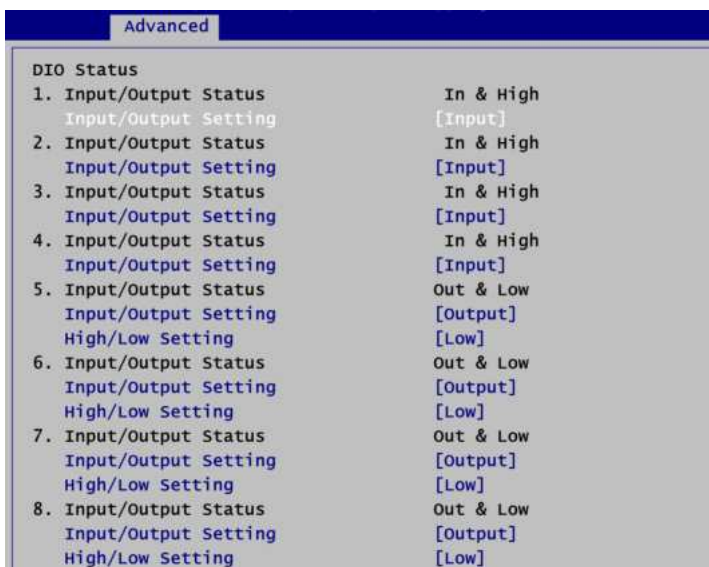 Advanced
DIO Status
1. Input/Output Status In & High
Input/Output Setting [Input]
2. Input/Output Status In & High
Input/Output Setting [Input]
3. Input/Output Status In & High
Input/Output Setting [Input]
4. Input/Output Status In & High
Input/Output Setting [Input]
5. Input/Output Status Out & Low
Input/Output Setting [Output]
High/Low Setting [Low]
6. Input/Output Status Out & Low
Input/Output Setting [Output]
High/Low Setting [Low]
7. Input/Output Status Out & Low
Input/Output Setting [Output]
High/Low Setting [Low]
8. Input/Output Status Out & Low
Input/Output Setting [Output]
High/Low Setting [Low]